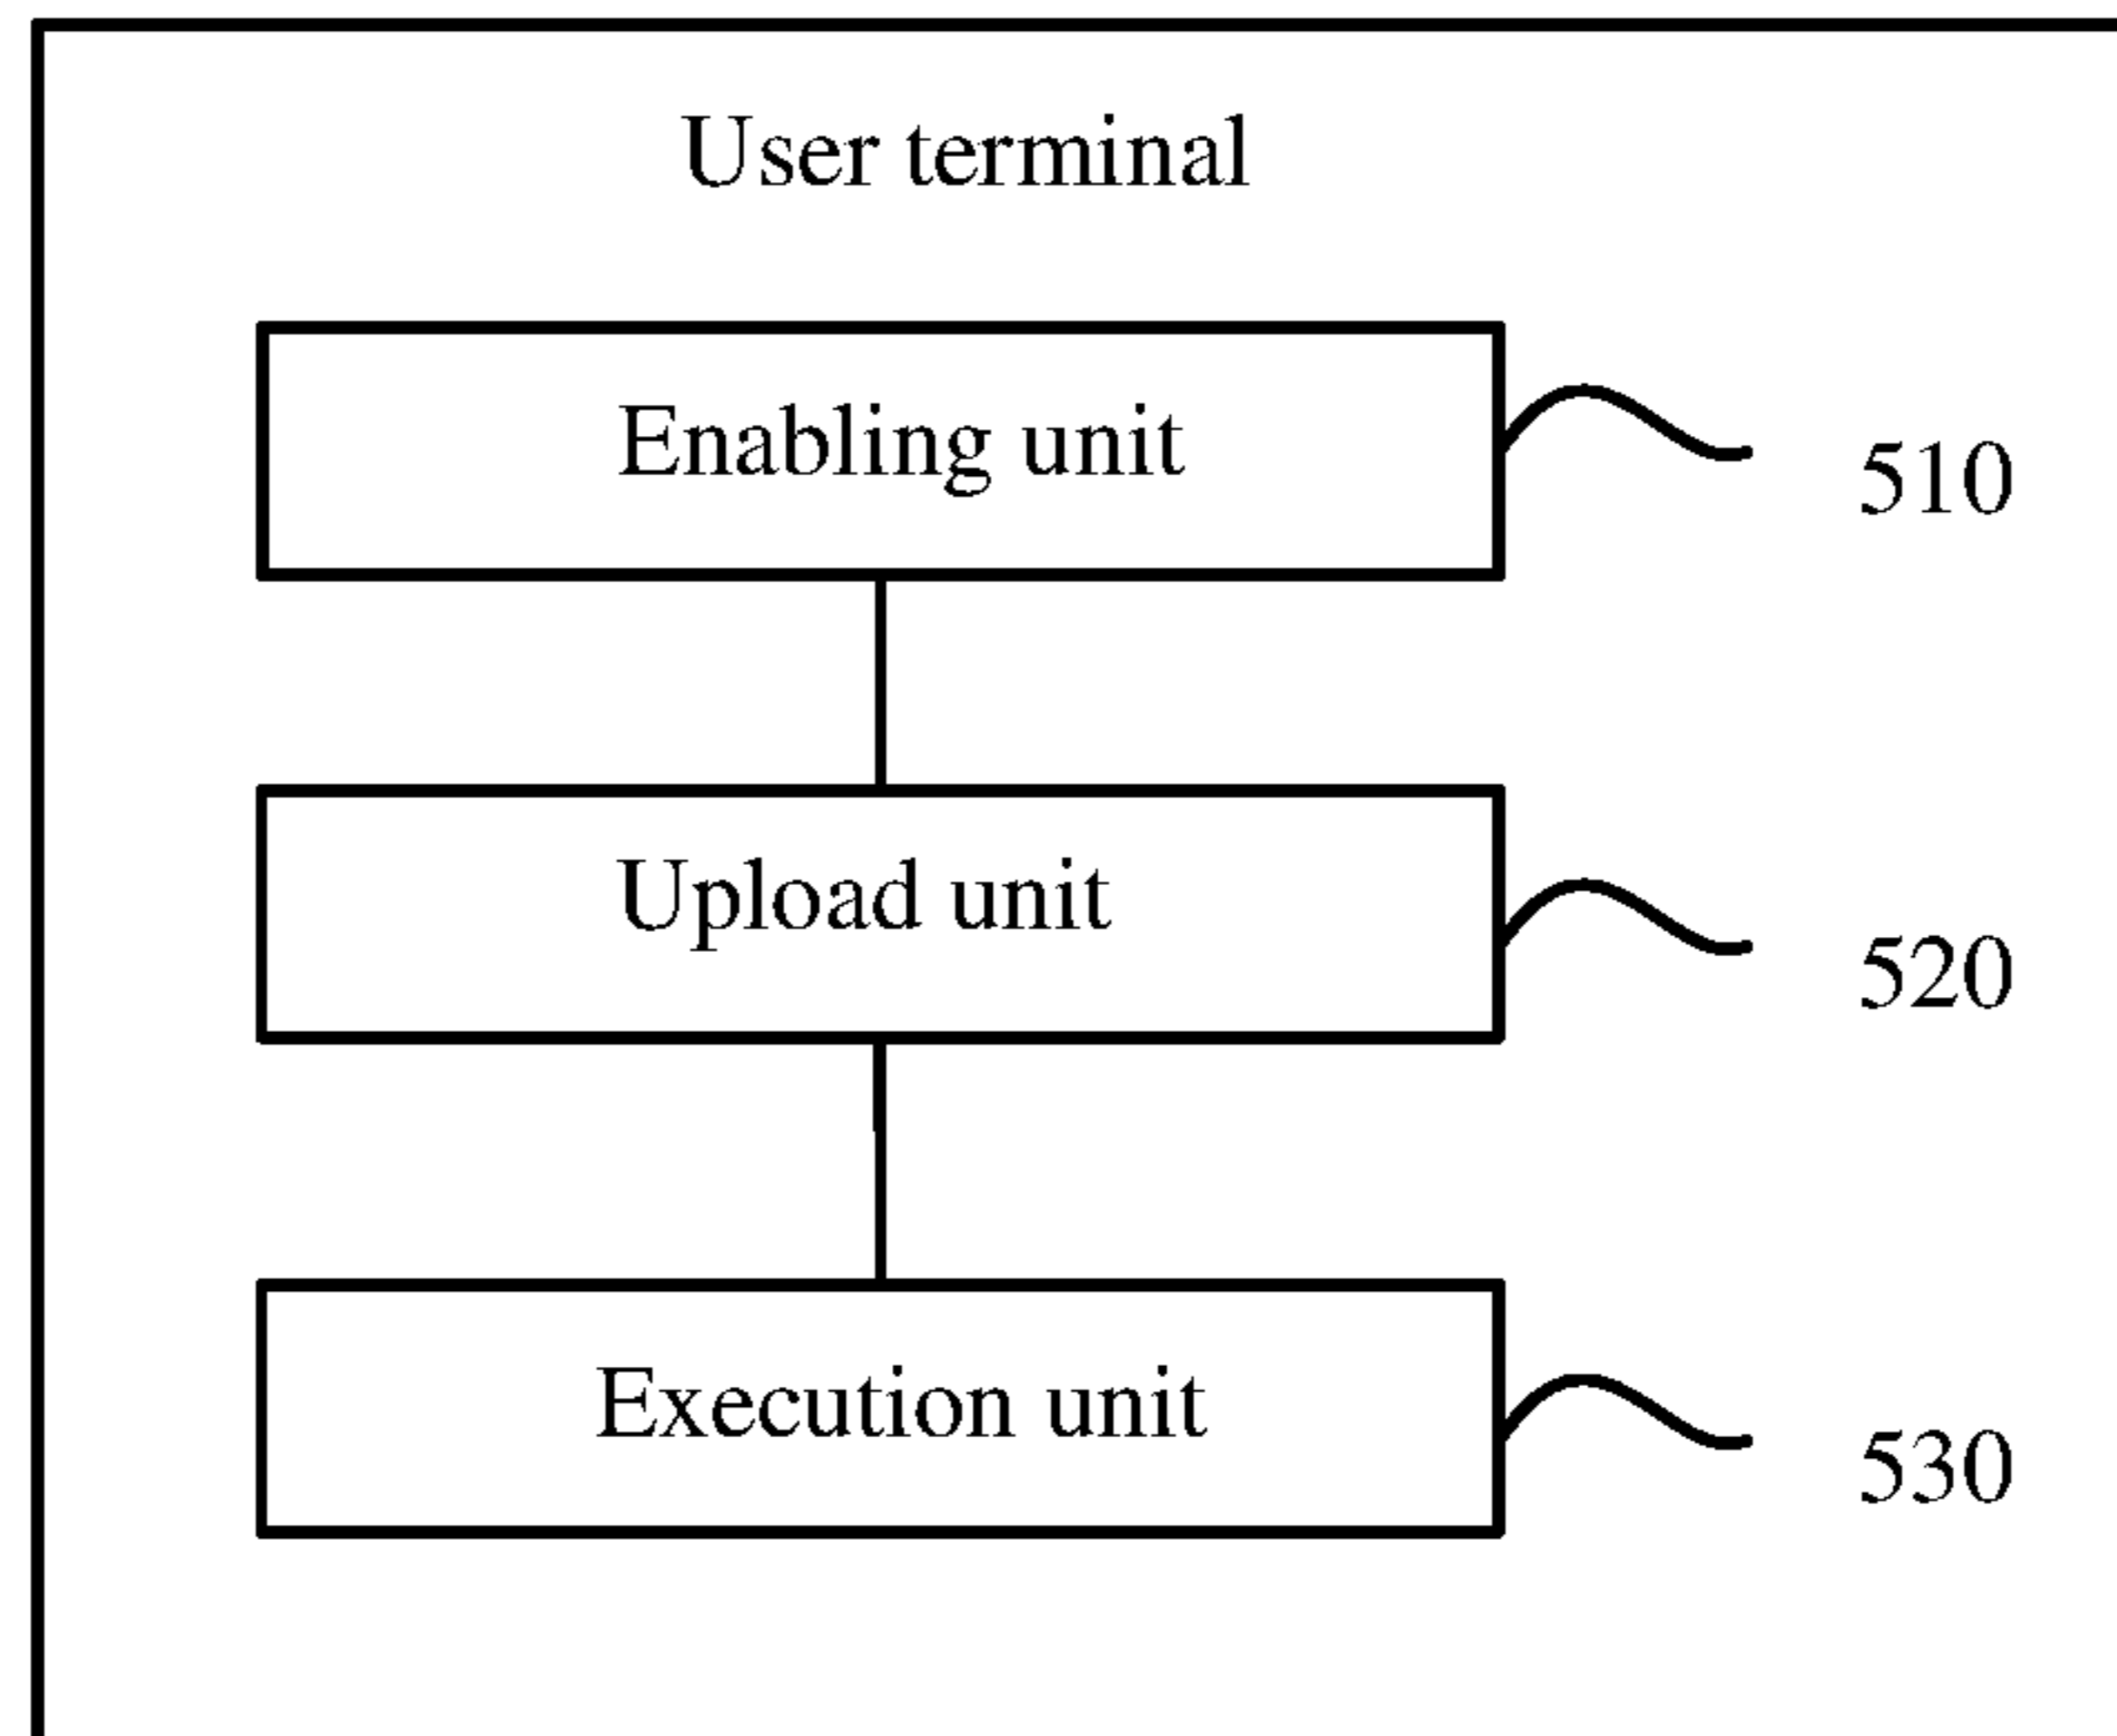 User terminal
Enabling unit
510
Upload unit
520
Execution unit
530